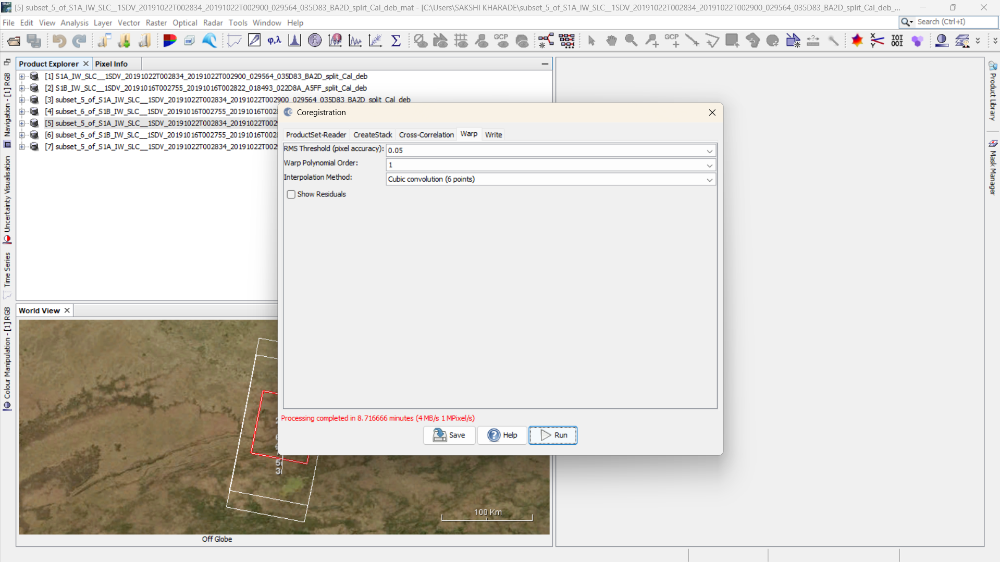 [5] subset_5_of_S1A_IW_SLC__1SDV_20191022T002834_20191022T002900_029564_035D83_BA2D_split_Cal_deb_mat - [C:\Users\SAKSHI KHARADE\subset_5_of_S1A_IW_SLC__1SDV_20191022T002834_20191022T002900_029564_035D83_BA2D_split_Cal_deb_...
File Edit View Analysis Layer Vector Raster Optical Radar Tools Window Help
Search (Ctrl+I)
φ,λ
GCP
GCP
Product Explorer
Pixel Info
[1] S1A_IW_SLC__1SDV_20191022T002834_20191022T002900_029564_035D83_BA2D_split_Cal_deb
[2] S1B_IW_SLC__1SDV_20191016T002755_20191016T002822_018493_022D8A_A5FF_split_Cal_deb
[3] subset_5_of_S1A_IW_SLC__1SDV_20191022T002834_20191022T002900_029564_035D83_BA2D_split_Cal_deb
[4] subset_6_of_S1B_IW_SLC__1SDV_20191016T002755_20191016T002
[5] subset_5_of_S1A_IW_SLC__1SDV_20191022T002834_20191022T002
[6] subset_6_of_S1B_IW_SLC__1SDV_20191016T002755_20191016T002
[7] subset_5_of_S1A_IW_SLC__1SDV_20191022T002834_20191022T002
Navigation - [1] RGB
Uncertainty Visualisation
Time Series
Colour Manipulation - [1] RGB
Product Library
Mask Manager
Coregistration
ProductSet-Reader CreateStack Cross-Correlation Warp Write
RMS Threshold (pixel accuracy): 0.05
Warp Polynomial Order: 1
Interpolation Method: Cubic convolution (6 points)
Show Residuals
Processing completed in 8.716666 minutes (4 MB/s 1 MPixel/s)
Save Help Run
World View
5
3
100 Km
Off Globe